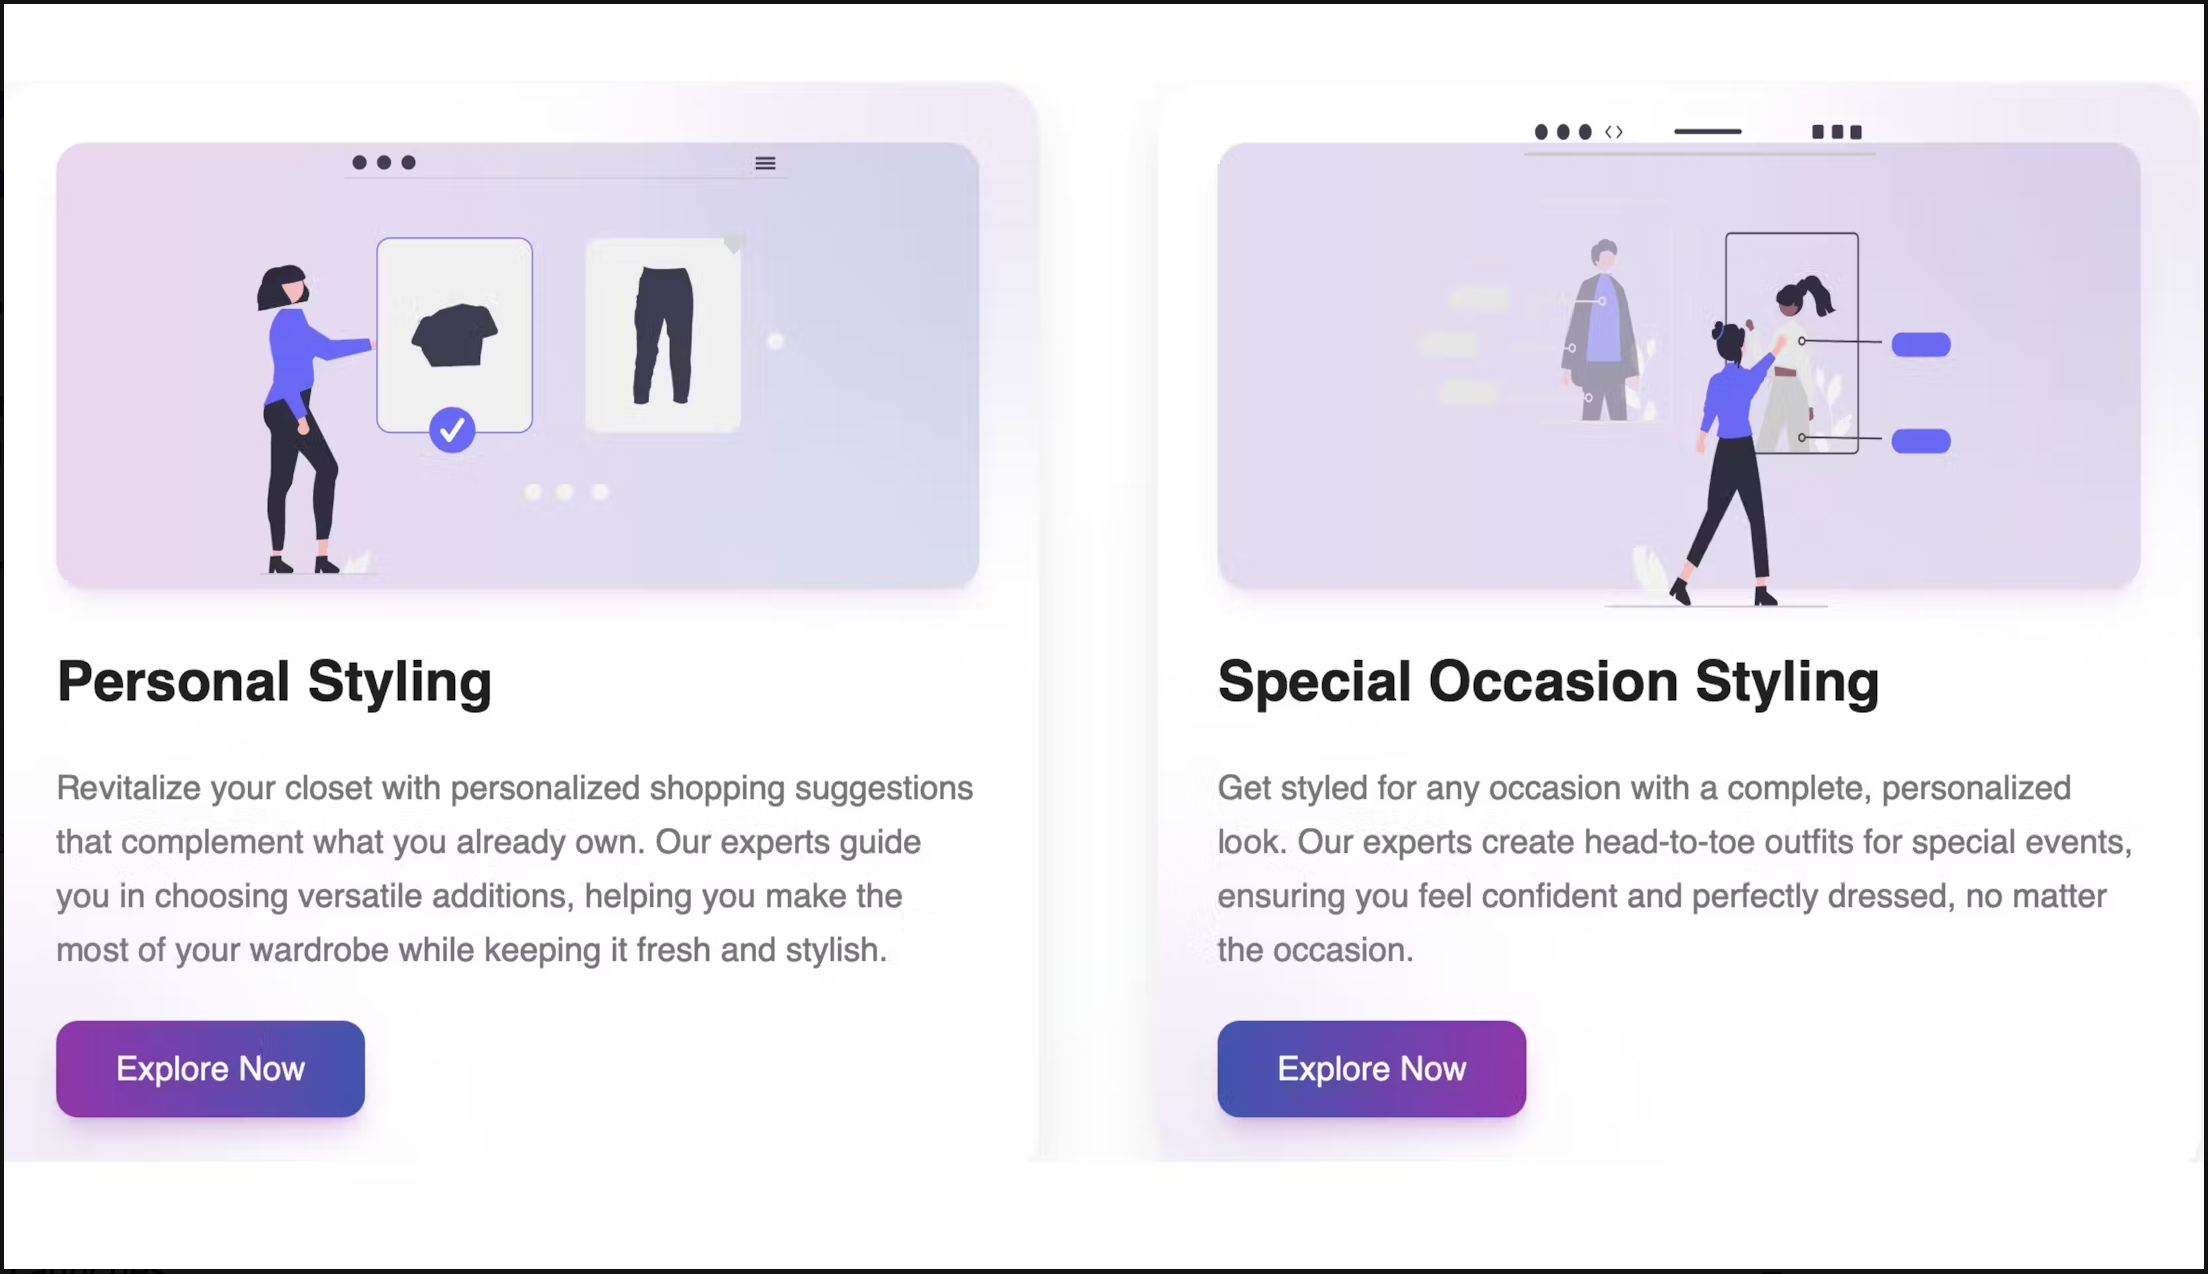 Personal Styling
Revitalize your closet with personalized shopping suggestions
that complement what you already own. Our experts guide
you in choosing versatile additions, helping you make the
most of your wardrobe while keeping it fresh and stylish.
Explore Now
Special Occasion Styling
Get styled for any occasion with a complete, personalized
look. Our experts create head-to-toe outfits for special events,
ensuring you feel confident and perfectly dressed, no matter
the occasion.
Explore Now